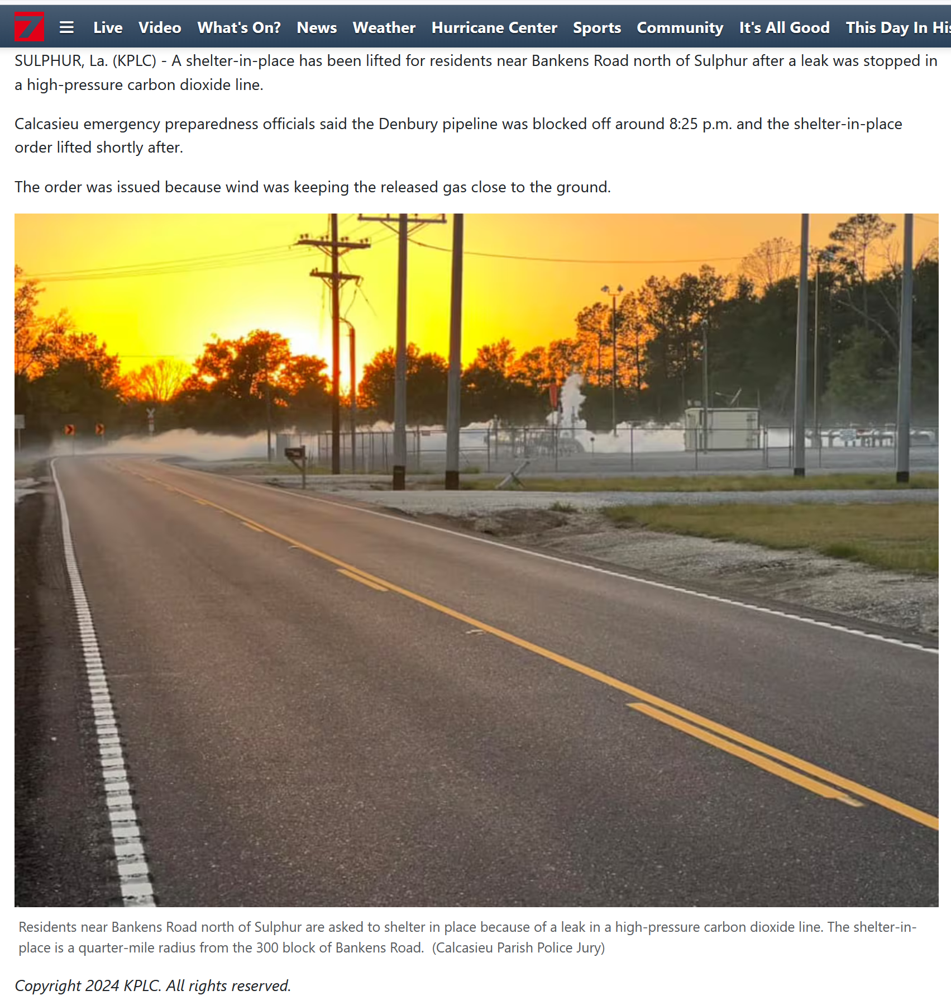 7
Live Video What's On? News Weather Hurricane Center Sports Community It's All Good This Day In His
SULPHUR, La. (KPLC) - A shelter-in-place has been lifted for residents near Bankens Road north of Sulphur after a leak was stopped in
a high-pressure carbon dioxide line.
Calcasieu emergency preparedness officials said the Denbury pipeline was blocked off around 8:25 p.m. and the shelter-in-place
order lifted shortly after.
The order was issued because wind was keeping the released gas close to the ground.
Residents near Bankens Road north of Sulphur are asked to shelter in place because of a leak in a high-pressure carbon dioxide line. The shelter-in-
place is a quarter-mile radius from the 300 block of Bankens Road. (Calcasieu Parish Police Jury)
Copyright 2024 KPLC. All rights reserved.